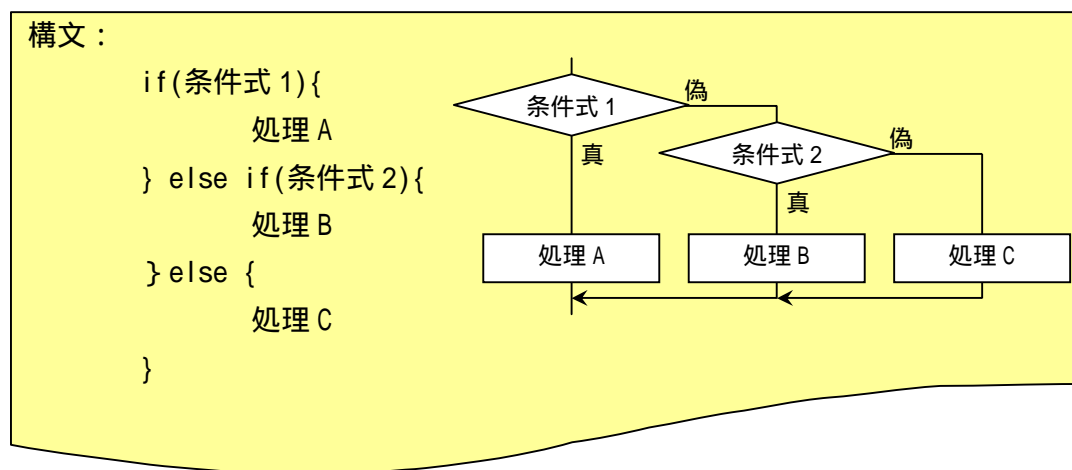 構文：
if(条件式1){
処理A
} else if(条件式2){
処理B
}else {
処理C
}
条件式1
偽
真
条件式2
偽
真
処理A
処理B
処理C